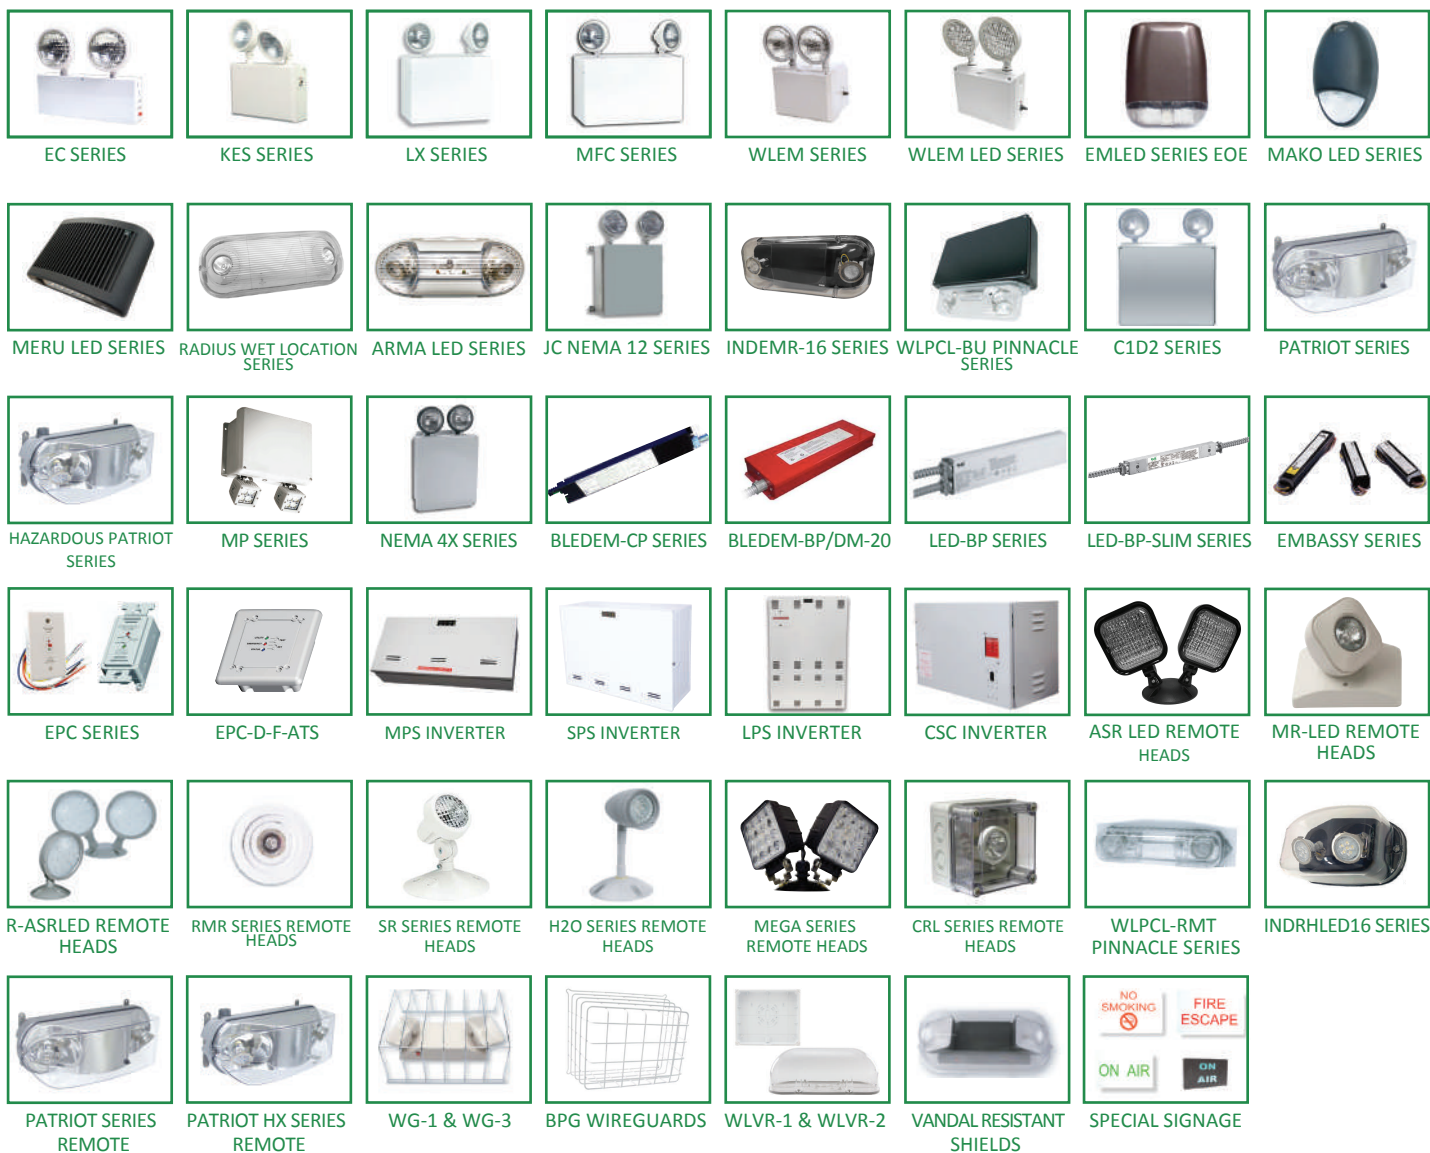 EC SERIES
KES SERIES
LX SERIES
MFC SERIES
WLEM SERIES
WLEM LED SERIES
EMLED SERIES EOE
MAKO LED SERIES
MERU LED SERIES
RADIUS WET LOCATION
SERIES
ARMA LED SERIES
JC NEMA 12 SERIES
INDEMR-16 SERIES
WLPCL-BU PINNACLE
SERIES
C1D2 SERIES
PATRIOT SERIES
HAZARDOUS PATRIOT
SERIES
MP SERIES
NEMA 4X SERIES
BLEDEM-CP SERIES
BLEDEM-BP/DM-20
LED-BP SERIES
LED-BP-SLIM SERIES
EMBASSY SERIES
EPC SERIES
EPC-D-F-ATS
MPS INVERTER
SPS INVERTER
LPS INVERTER
CSC INVERTER
ASR LED REMOTE
HEADS
MR-LED REMOTE
HEADS
R-ASRLED REMOTE
HEADS
RMR SERIES REMOTE
HEADS
SR SERIES REMOTE
HEADS
H2O SERIES REMOTE
HEADS
MEGA SERIES
REMOTE HEADS
CRL SERIES REMOTE
HEADS
WLPCL-RMT
PINNACLE SERIES
INDRHLED16 SERIES
PATRIOT SERIES
REMOTE
PATRIOT HX SERIES
REMOTE
WG-1 & WG-3
BPG WIREGUARDS
WLVR-1 & WLVR-2
VANDAL RESISTANT
SHIELDS
NO
SMOKING
FIRE
ESCAPE
ON AIR
ON
AIR
SPECIAL SIGNAGE